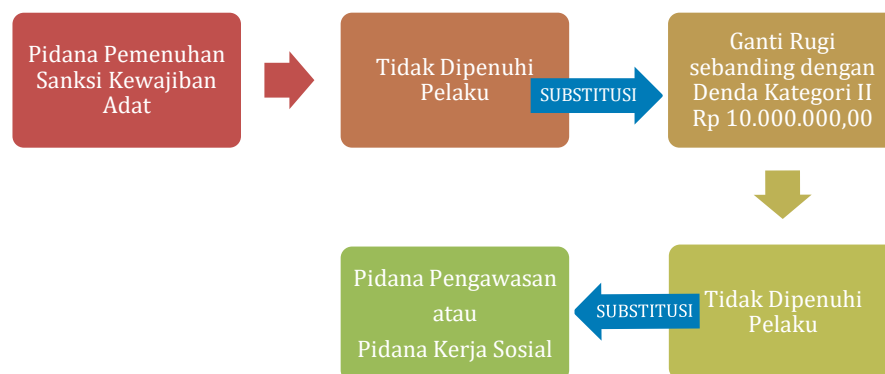 Pidana Pemenuhan
Sanksi Kewajiban
Adat
Tidak Dipenuhi
Pelaku
SUBSTITUSI
Ganti Rugi
sebanding dengan
Denda Kategori II
Rp 10.000.000,00
Tidak Dipenuhi
Pelaku
SUBSTITUSI
Pidana Pengawasan
atau
Pidana Kerja Sosial